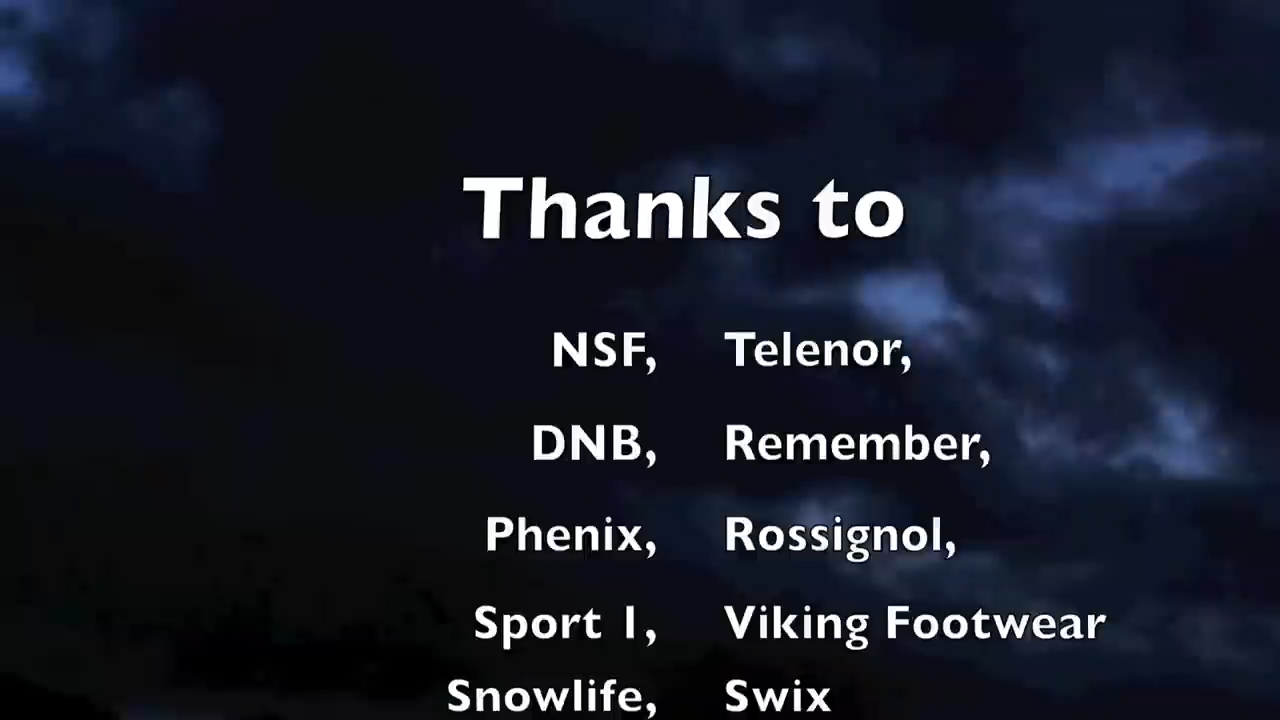 Thanks to
NSF, Telenor,
DNB, Remember,
Phenix, Rossignol,
Sport 1, Viking Footwear
Snowlife, Swix